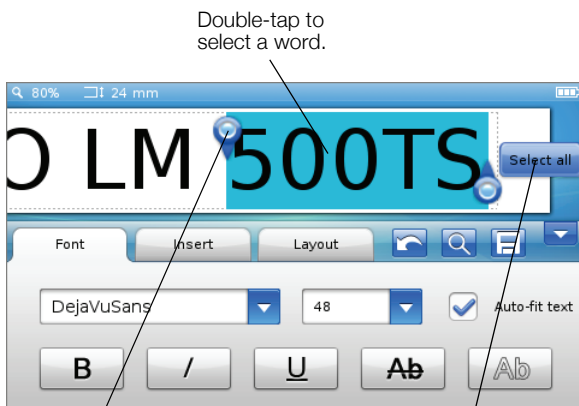 Double-tap to
select a word.
80% 24 mm
O LM 500TS
Select all
Font Insert Layout
DejaVuSans 48 Auto-fit text
B I U Ab Ab